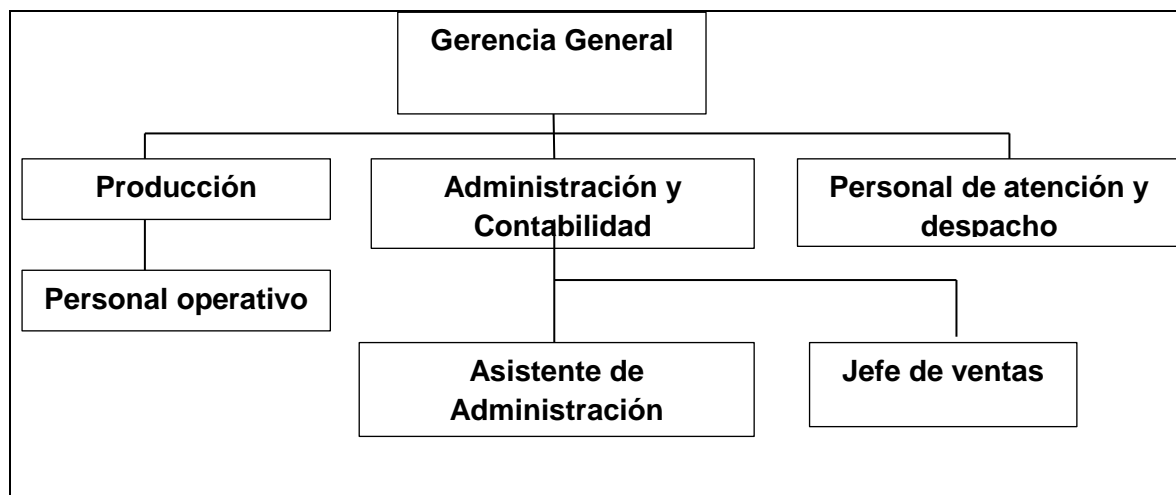 Gerencia General
Producción
Administración y
Contabilidad
Personal de atención y
despacho
Personal operativo
Asistente de
Administración
Jefe de ventas